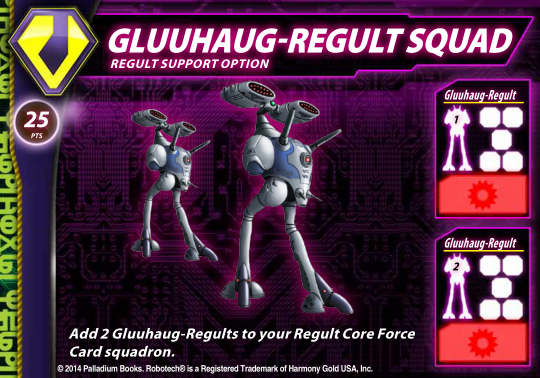 GLUUHAUG-REGULT SQUAD
REGULT SUPPORT OPTION
25
PTS
Gluuhaug-Regult
1
Gluuhaug-Regult
2
Add 2 Gluuhaug-Regults to your Regult Core Force
Card squadron.
© 2014 Palladium Books. Robotech® is a Registered Trademark of Harmony Gold USA, Inc.